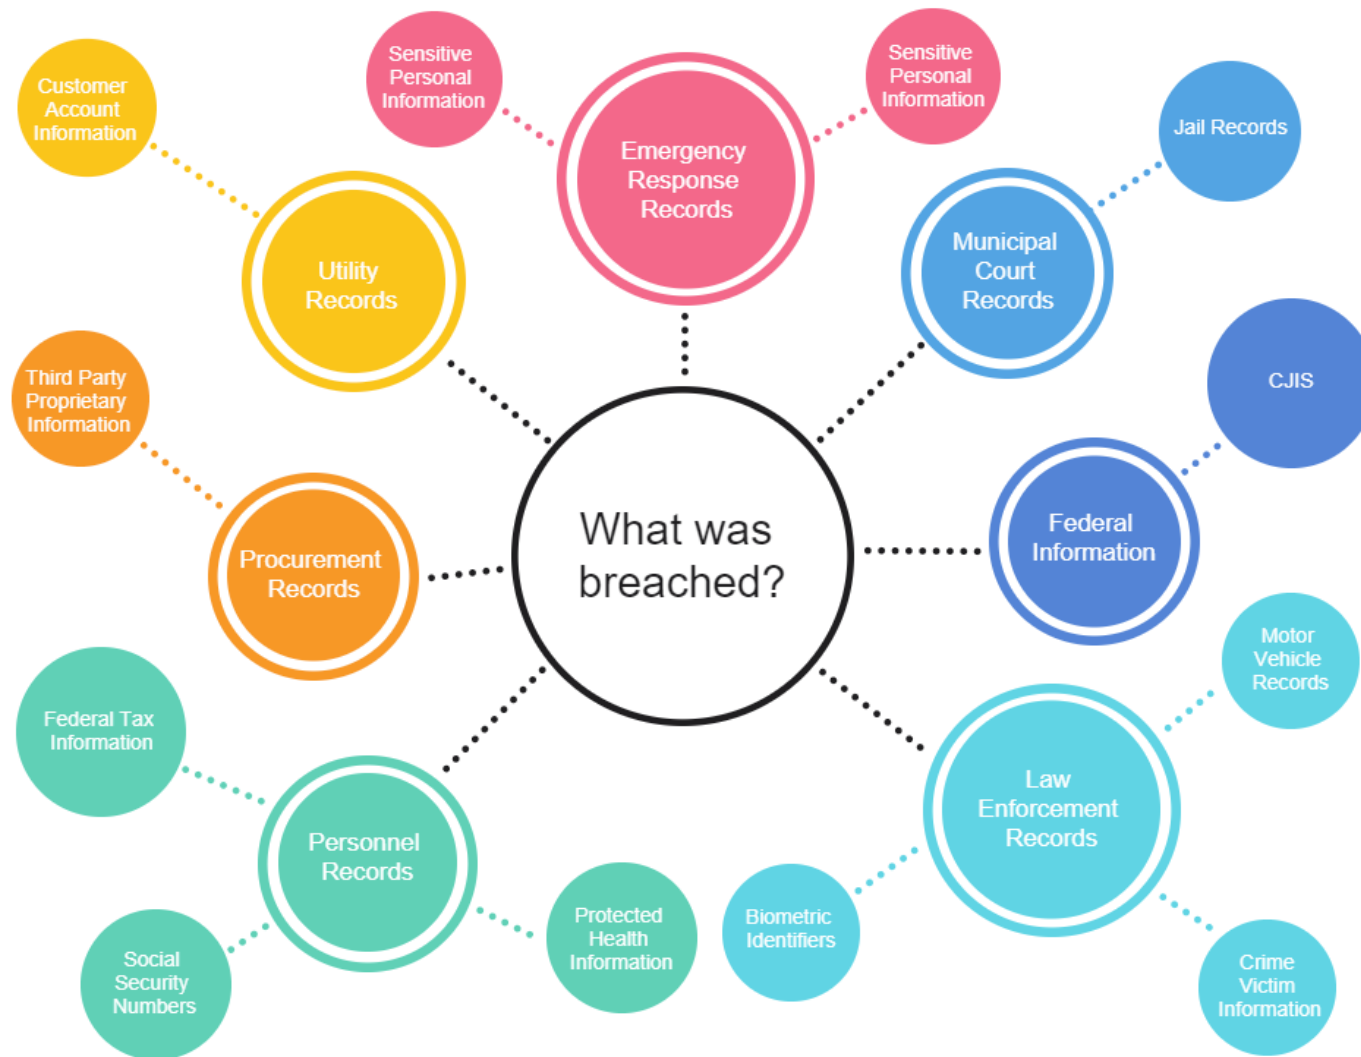 Customer
Account
Information
Sensitive
Personal
Information
Sensitive
Personal
Information
Jail Records
Emergency
Response
Records
Utility
Records
Municipal
Court
Records
Third Party
Proprietary
Information
CJIS
Procurement
Records
What was
breached?
Federal
Information
Motor
Vehicle
Records
Federal Tax
Information
Personnel
Records
Law
Enforcement
Records
Social
Security
Numbers
Protected
Health
Information
Biometric
Identifiers
Crime
Victim
Information